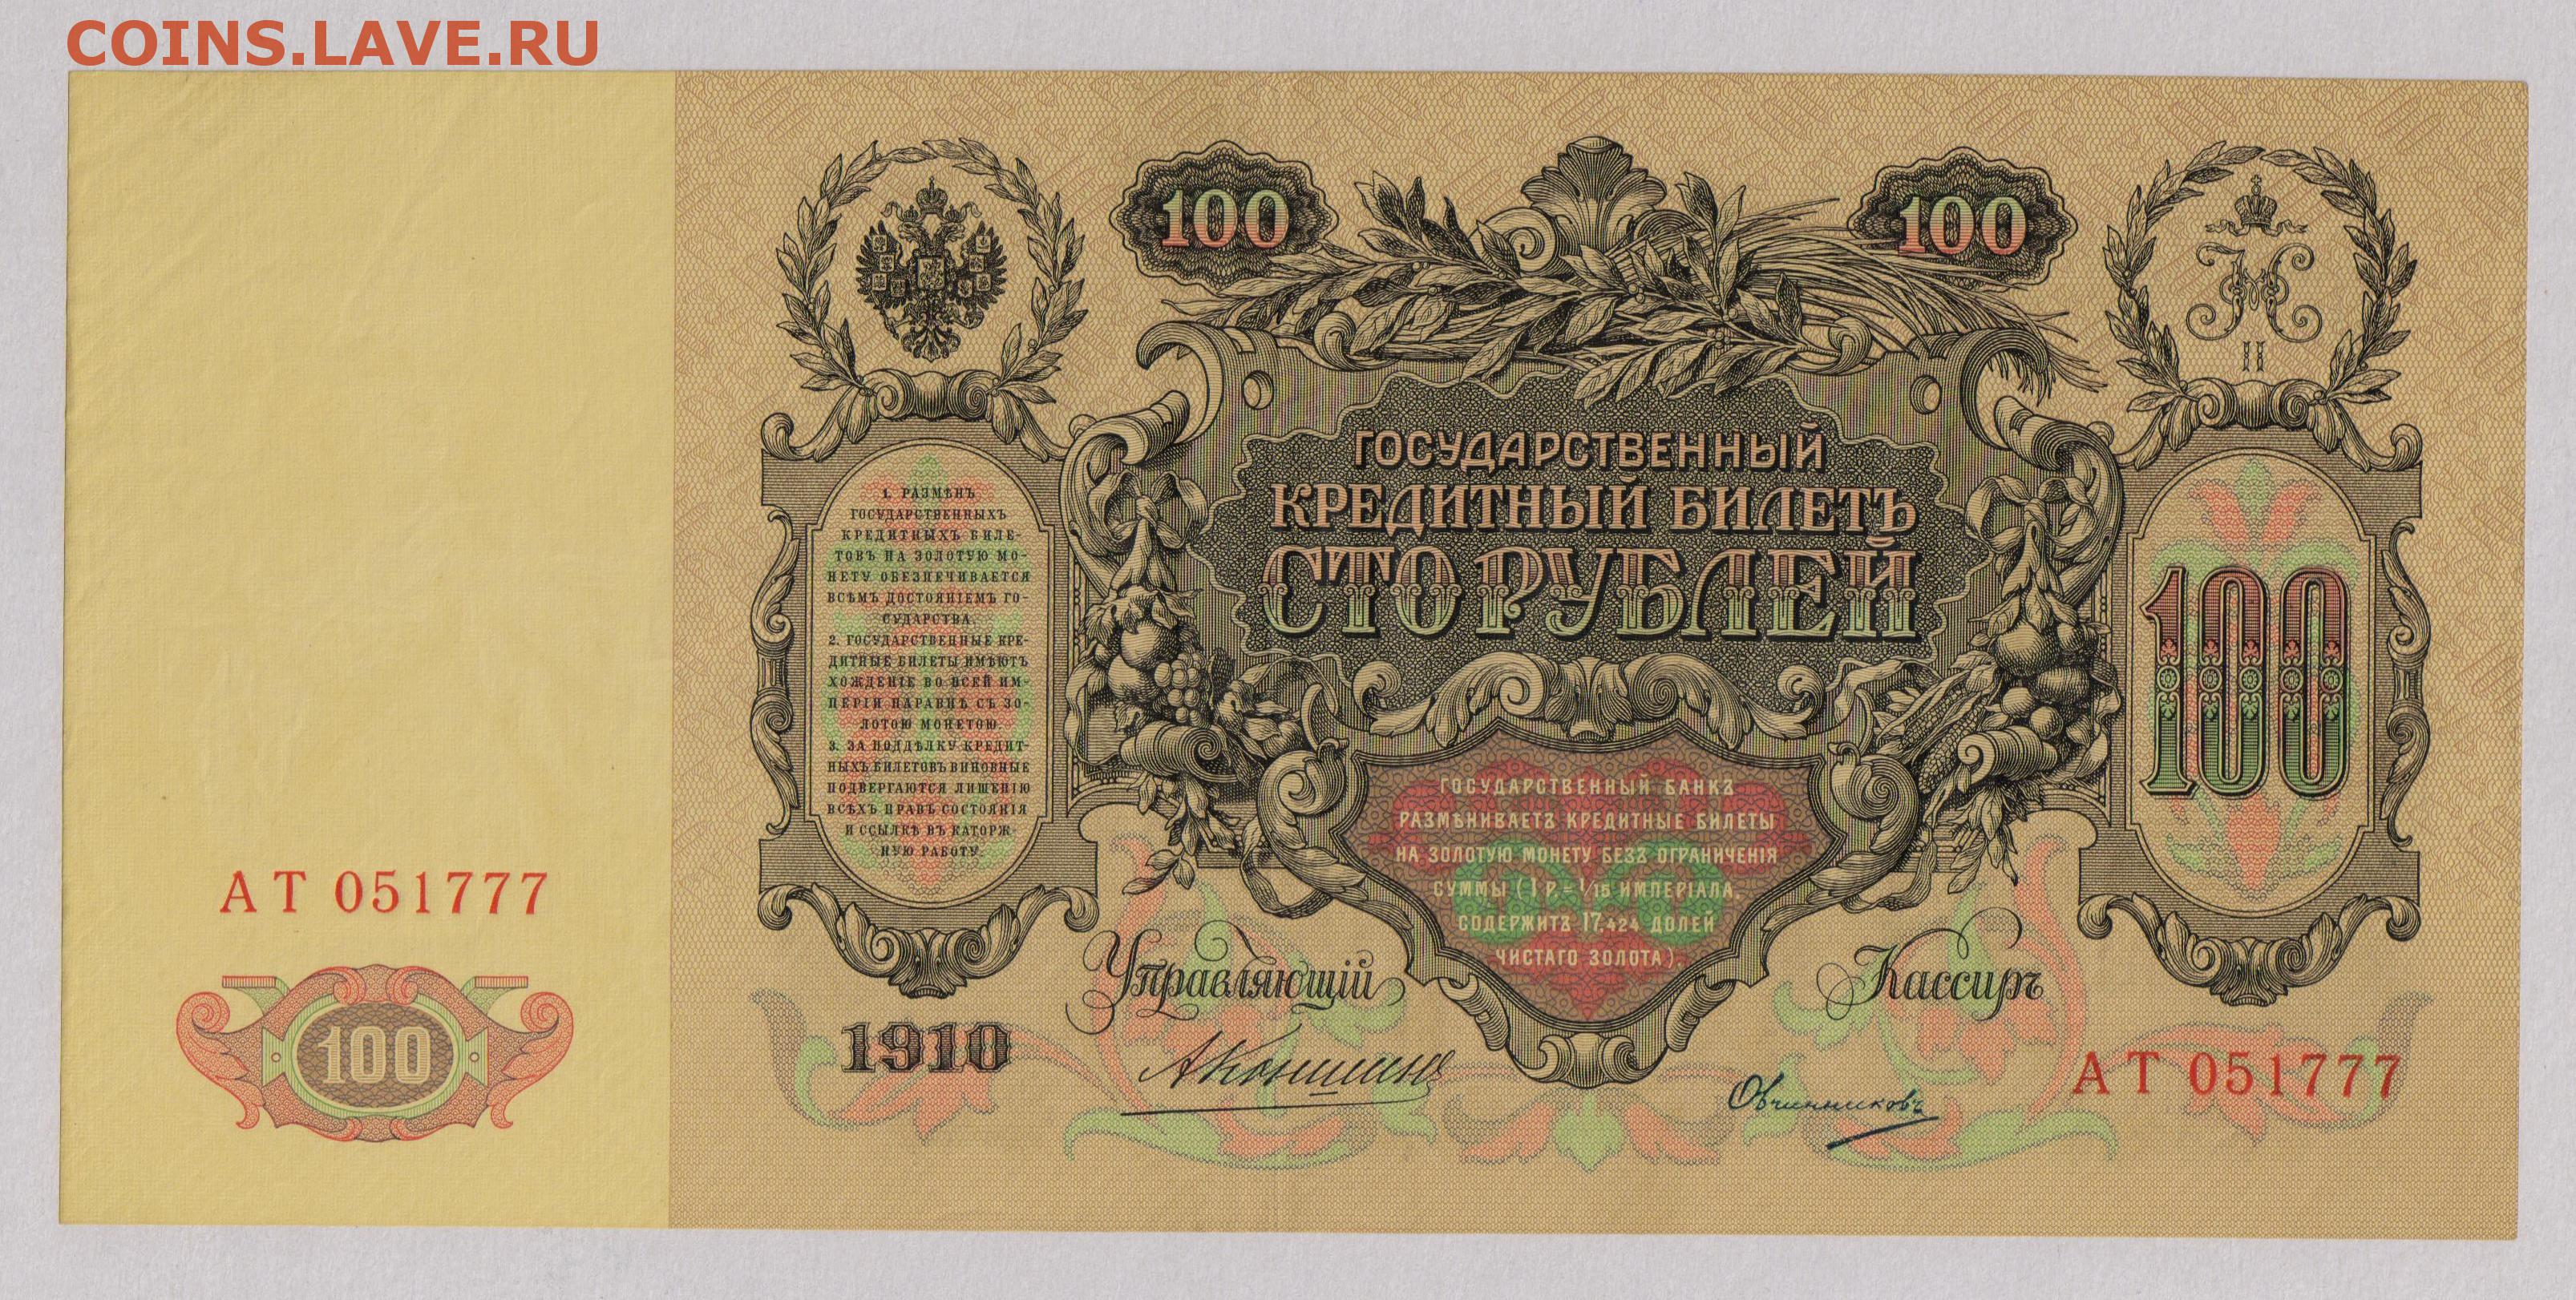 COINS.LAVE.RU
100
100
II
ГОСУДАРСТВЕННЫЙ
КРЕДИТНЫЙ БИЛЕТЪ
СТО РУБЛЕЙ
1. РАЗМѢНЪ
ГОСУДАРСТВЕННЫХЪ
КРЕДИТНЫХЪ БИЛЕ-
ТОВЪ НА ЗОЛОТУЮ МО-
НЕТУ ОБЕЗПЕЧИВАЕТСЯ
ВСѢМЪ ДОСТОЯНІЕМЪ ГО-
СУДАРСТВА.
2. ГОСУДАРСТВЕННЫЕ КРЕ-
ДИТНЫЕ БИЛЕТЫ ИМѢЮТЪ
ХОЖДЕНІЕ ВО ВСЕЙ ИМ-
ПЕРІИ НАРАВНѢ СЪ ЗО-
ЛОТОЮ МОНЕТОЮ.
3. ЗА ПОДДѢЛКУ КРЕДИТ-
НЫХЪ БИЛЕТОВЪ ВИНОВНЫЕ
ПОДВЕРГАЮТСЯ ЛИШЕНІЮ
ВСѢХЪ ПРАВЪ СОСТОЯНІЯ
И ССЫЛКѢ ВЪ КАТОРЖ-
НУЮ РАБОТУ.
100
ГОСУДАРСТВЕННЫЙ БАНКЪ
РАЗМѢНИВАЕТЪ КРЕДИТНЫЕ БИЛЕТЫ
НА ЗОЛОТУЮ МОНЕТУ БЕЗЪ ОГРАНИЧЕНІЯ
СУММЫ (1 Р. = 1/15 ИМПЕРІАЛА,
СОДЕРЖИТЪ 17,424 ДОЛЕЙ
ЧИСТАГО ЗОЛОТА).
АТ 051777
100
Управляющій
Кассиръ
1910
АКоншинъ
Овчинниковъ
АТ 051777